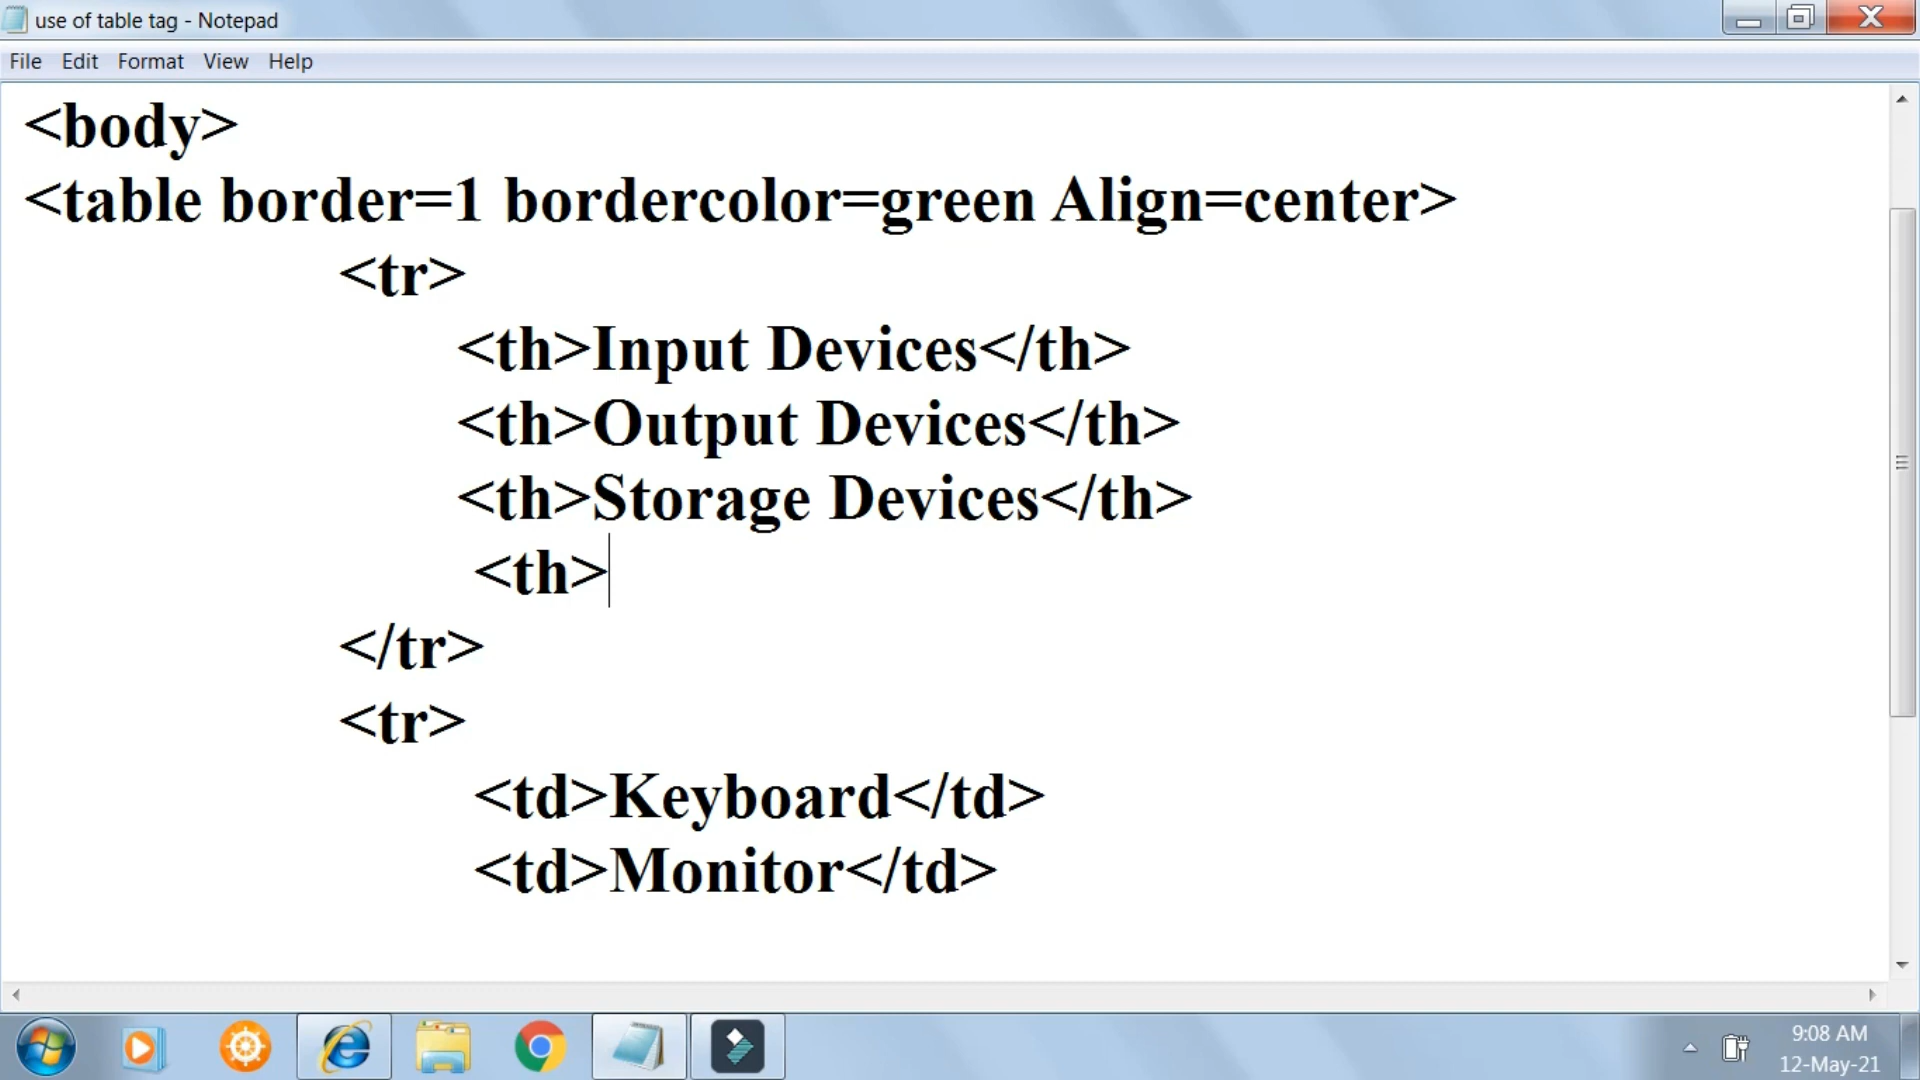 use of table tag - Notepad
File Edit Format View Help
<body>
<table border=1 bordercolor=green Align=center>
<tr>
<th>Input Devices</th>
<th>Output Devices</th>
<th>Storage Devices</th>
<th>
</tr>
<tr>
<td>Keyboard</td>
<td>Monitor</td>
9:08 AM
12-May-21